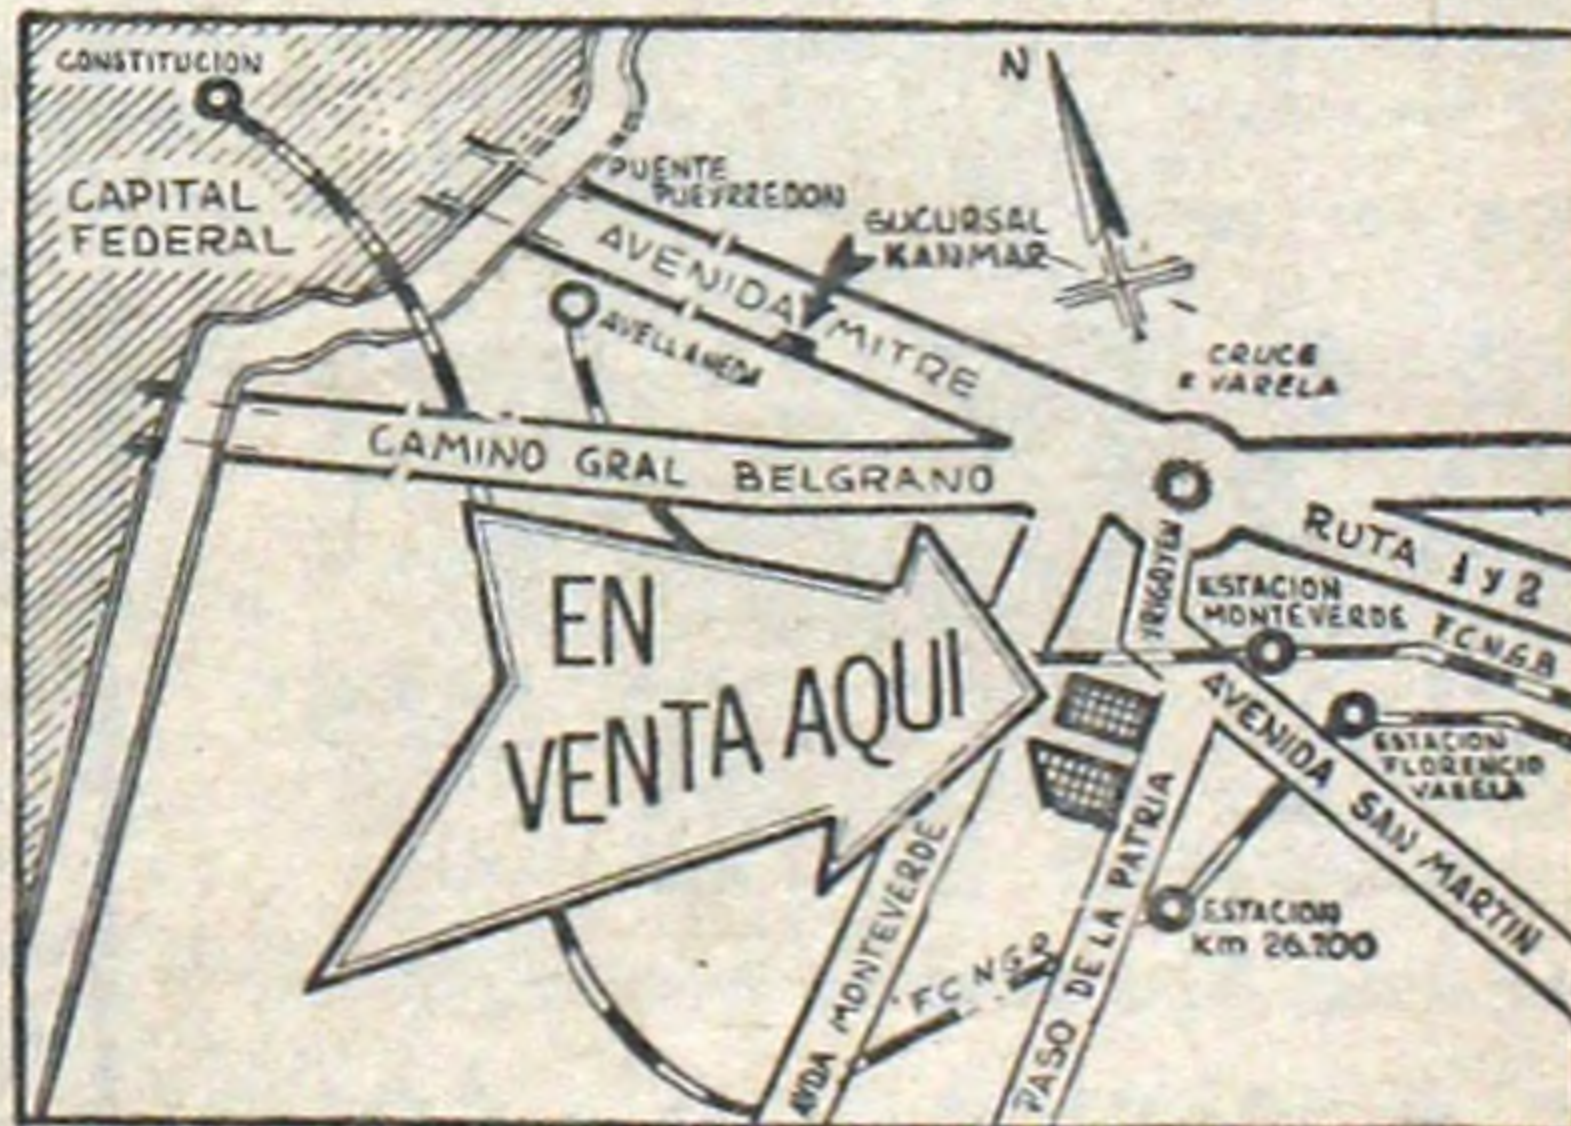 CONSTITUCION
CAPITAL
FEDERAL
N
PUENTE
PUEYRREDON
SUCURSAL
KANMAR
AVENIDA MITRE
AVELLANEDA
CRUCE
F VARELA
CAMINO GRAL BELGRANO
RUTA 1 y 2
YRIGOYEN
ESTACION
MONTEVERDE
F.C.N.G.R
EN
VENTA AQUI
AVENIDA SAN MARTIN
ESTACION
FLORENCIO
VARELA
AVDA MONTEVERDE
F C N G R
PASO DE LA PATRIA
ESTACION
km 26.700